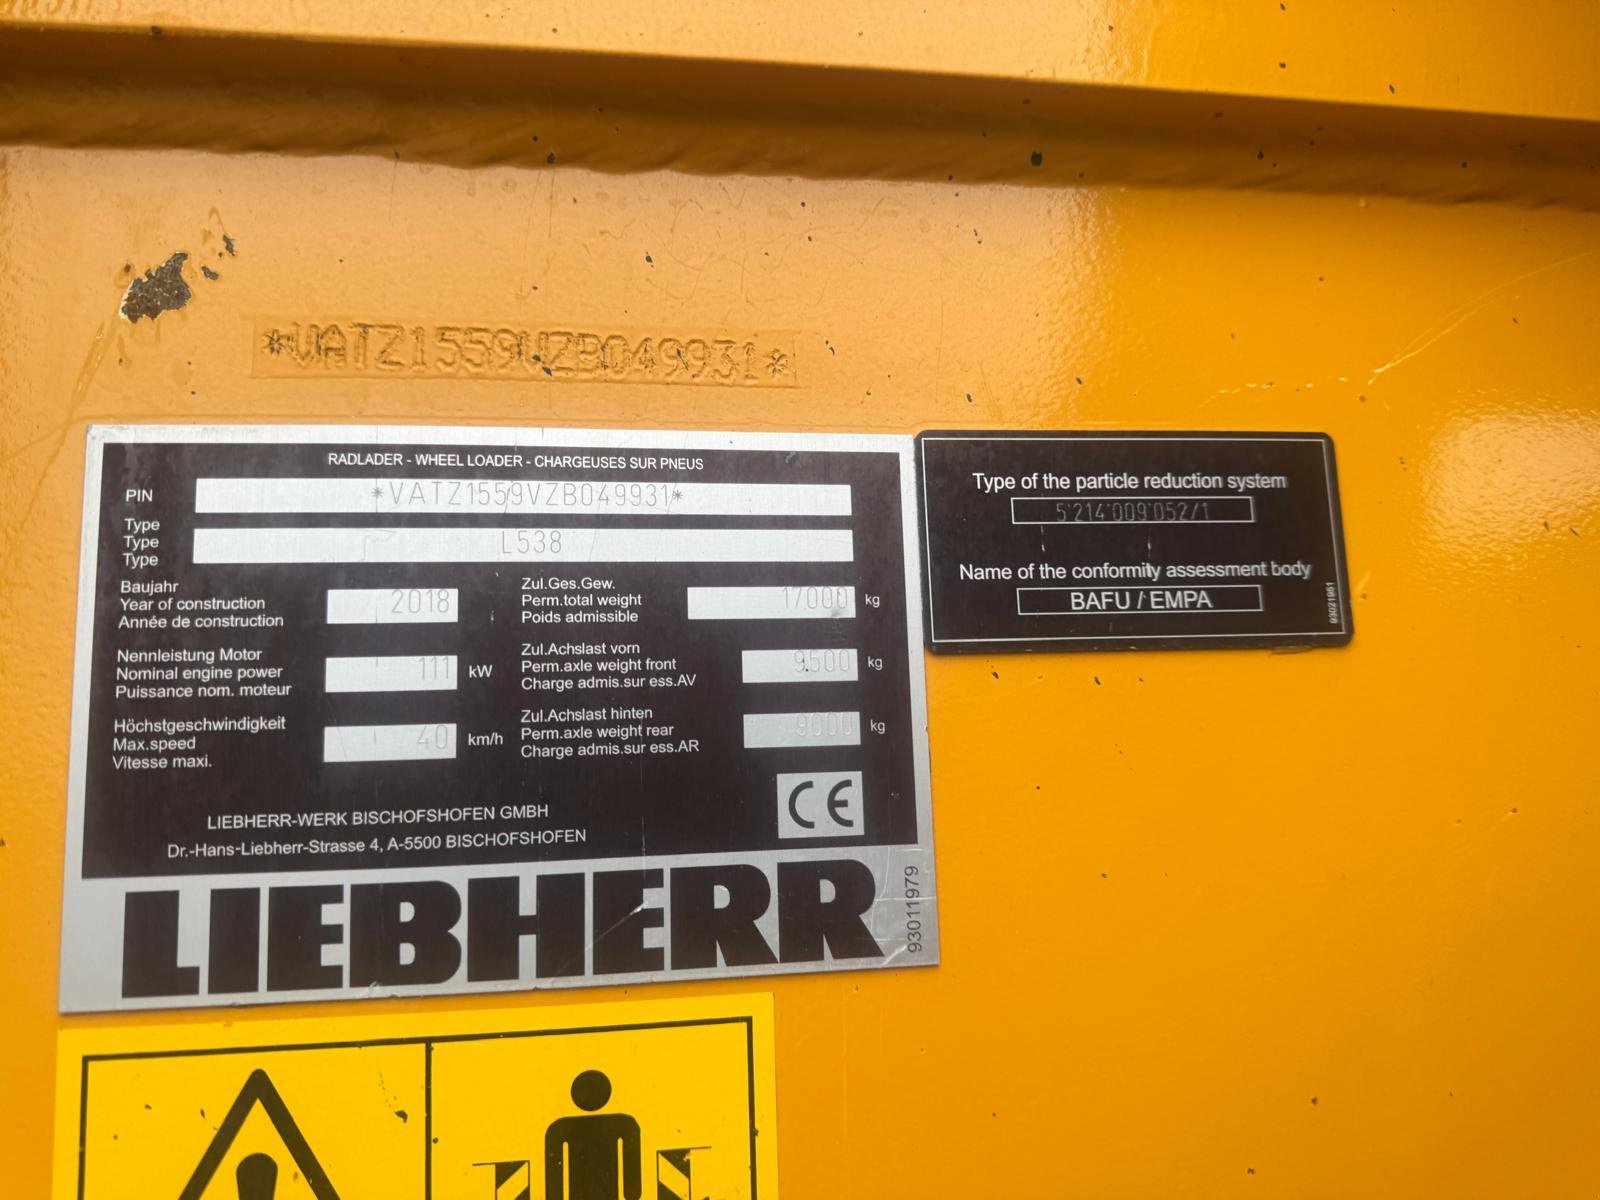 *VATZ1559VZB049931*
RADLADER - WHEEL LOADER - CHARGEUSES SUR PNEUS
PIN *VATZ1559VZB049931*
Type
Type L538
Type
Baujahr
Year of construction 2018
Année de construction
Zul.Ges.Gew.
Perm.total weight 17000 kg
Poids admissible
Nennleistung Motor
Nominal engine power 111 kW
Puissance nom. moteur
Zul.Achslast vorn
Perm.axle weight front 9500 kg
Charge admis.sur ess.AV
Höchstgeschwindigkeit
Max.speed 40 km/h
Vitesse maxi.
Zul.Achslast hinten
Perm.axle weight rear 9000 kg
Charge admis.sur ess.AR
CE
LIEBHERR-WERK BISCHOFSHOFEN GMBH
Dr.-Hans-Liebherr-Strasse 4, A-5500 BISCHOFSHOFEN
LIEBHERR
93011979
Type of the particle reduction system
5'214'009'052/1
Name of the conformity assessment body
BAFU / EMPA
93021951